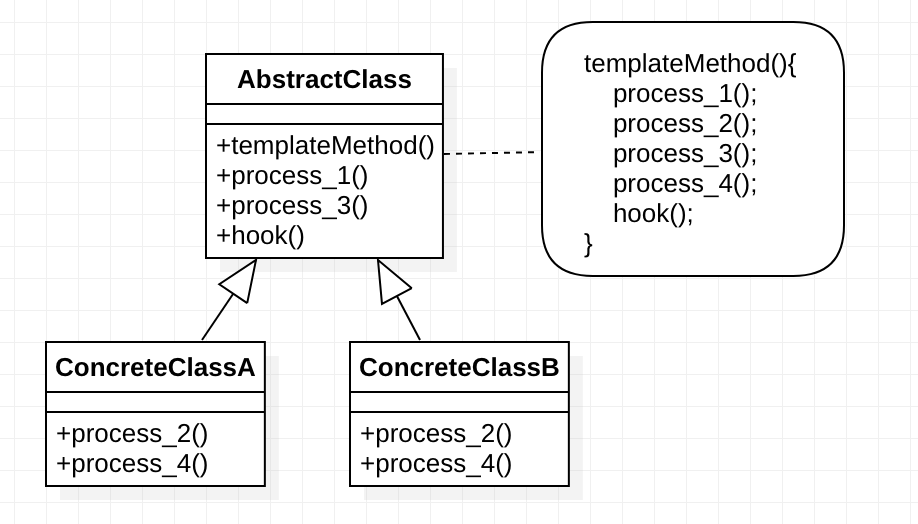 AbstractClass
+templateMethod()
+process_1()
+process_3()
+hook()
templateMethod(){
process_1();
process_2();
process_3();
process_4();
hook();
}
ConcreteClassA
+process_2()
+process_4()
ConcreteClassB
+process_2()
+process_4()